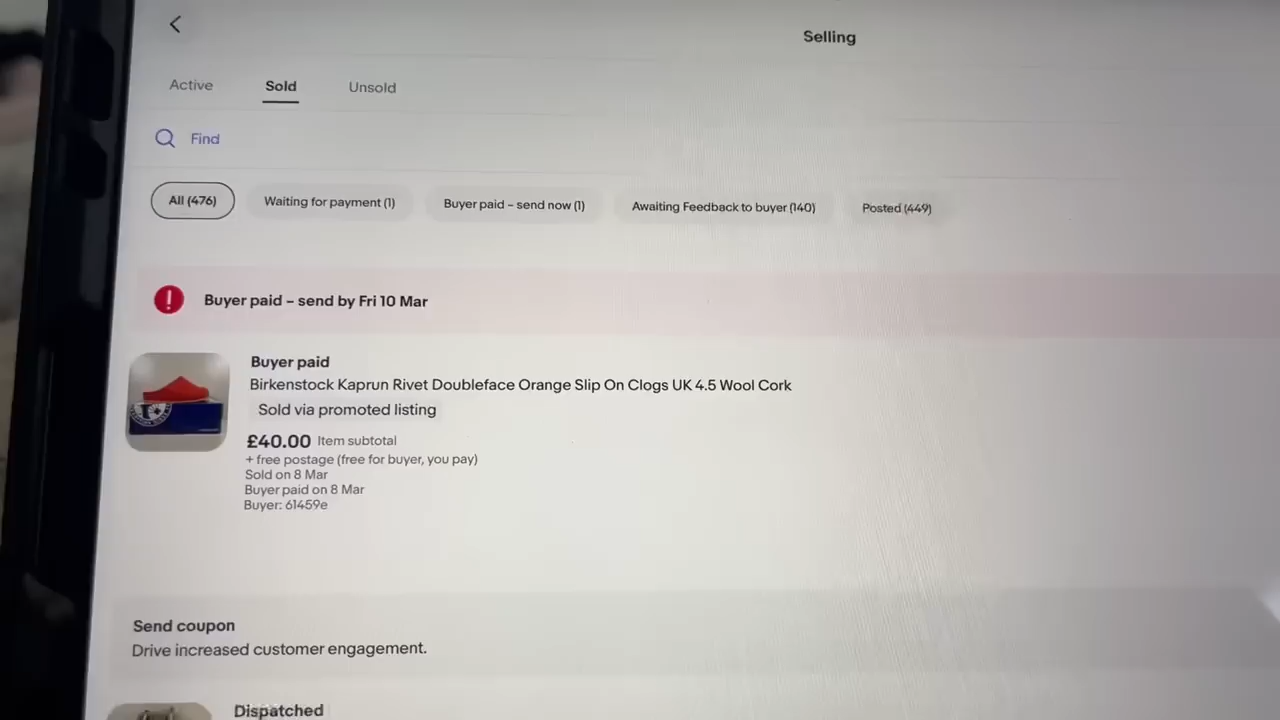 Selling
Active
Sold
Unsold
Find
All (476)
Waiting for payment (1)
Buyer paid – send now (1)
Awaiting Feedback to buyer (140)
Posted (449)
Buyer paid – send by Fri 10 Mar
Buyer paid
Birkenstock Kaprun Rivet Doubleface Orange Slip On Clogs UK 4.5 Wool Cork
Sold via promoted listing
£40.00 Item subtotal
+ free postage (free for buyer, you pay)
Sold on 8 Mar
Buyer paid on 8 Mar
Buyer: 61459e
Send coupon
Drive increased customer engagement.
Dispatched